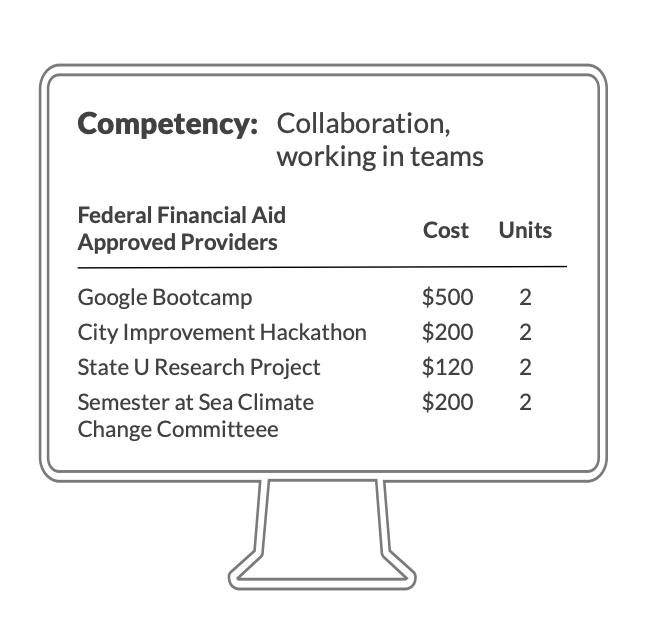 Competency: Collaboration,
working in teams
Federal Financial Aid
Approved Providers
Cost Units
Google Bootcamp $500 2
City Improvement Hackathon $200 2
State U Research Project $120 2
Semester at Sea Climate $200 2
Change Committeee